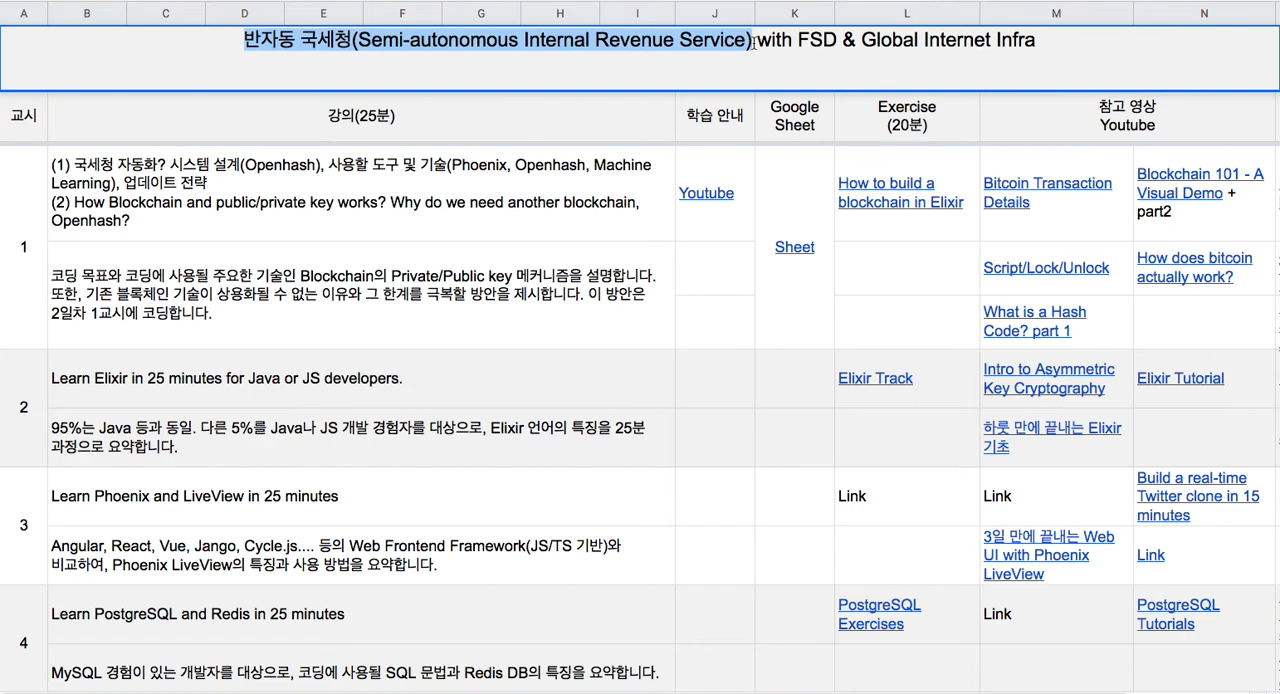 A B C D E F G H I J K L M N
반자동 국세청(Semi-autonomous Internal Revenue Service) with FSD & Global Internet Infra
교시
강의(25분)
학습 안내
Google
Sheet
Exercise
(20분)
참고 영상
Youtube
1
(1) 국세청 자동화? 시스템 설계(Openhash), 사용할 도구 및 기술(Phoenix, Openhash, Machine
Learning), 업데이트 전략
(2) How Blockchain and public/private key works? Why do we need another blockchain,
Openhash?
Youtube
Sheet
How to build a
blockchain in Elixir
Bitcoin Transaction
Details
Blockchain 101 - A
Visual Demo +
part2
코딩 목표와 코딩에 사용될 주요한 기술인 Blockchain의 Private/Public key 메커니즘을 설명합니다.
또한, 기존 블록체인 기술이 상용화될 수 없는 이유와 그 한계를 극복할 방안을 제시합니다. 이 방안은
2일차 1교시에 코딩합니다.
Script/Lock/Unlock
How does bitcoin
actually work?
What is a Hash
Code? part 1
2
Learn Elixir in 25 minutes for Java or JS developers.
Elixir Track
Intro to Asymmetric
Key Cryptography
Elixir Tutorial
95%는 Java 등과 동일. 다른 5%를 Java나 JS 개발 경험자를 대상으로, Elixir 언어의 특징을 25분
과정으로 요약합니다.
하룻 만에 끝내는 Elixir
기초
3
Learn Phoenix and LiveView in 25 minutes
Link
Link
Build a real-time
Twitter clone in 15
minutes
Angular, React, Vue, Jango, Cycle.js.... 등의 Web Frontend Framework(JS/TS 기반)와
비교하여, Phoenix LiveView의 특징과 사용 방법을 요약합니다.
3일 만에 끝내는 Web
UI with Phoenix
LiveView
Link
4
Learn PostgreSQL and Redis in 25 minutes
PostgreSQL
Exercises
Link
PostgreSQL
Tutorials
MySQL 경험이 있는 개발자를 대상으로, 코딩에 사용될 SQL 문법과 Redis DB의 특징을 요약합니다.